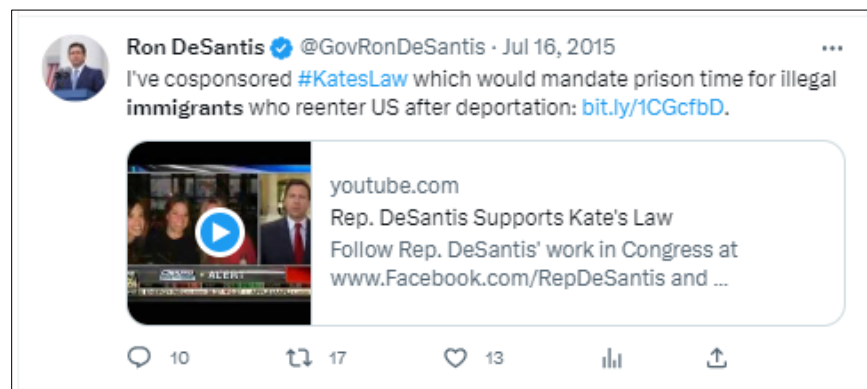 Ron DeSantis @GovRonDeSantis · Jul 16, 2015
I've cosponsored #KatesLaw which would mandate prison time for illegal
immigrants who reenter US after deportation: bit.ly/1CGcfbD.
youtube.com
Rep. DeSantis Supports Kate's Law
Follow Rep. DeSantis' work in Congress at
www.Facebook.com/RepDeSantis and ...
ALERT
10 17 13